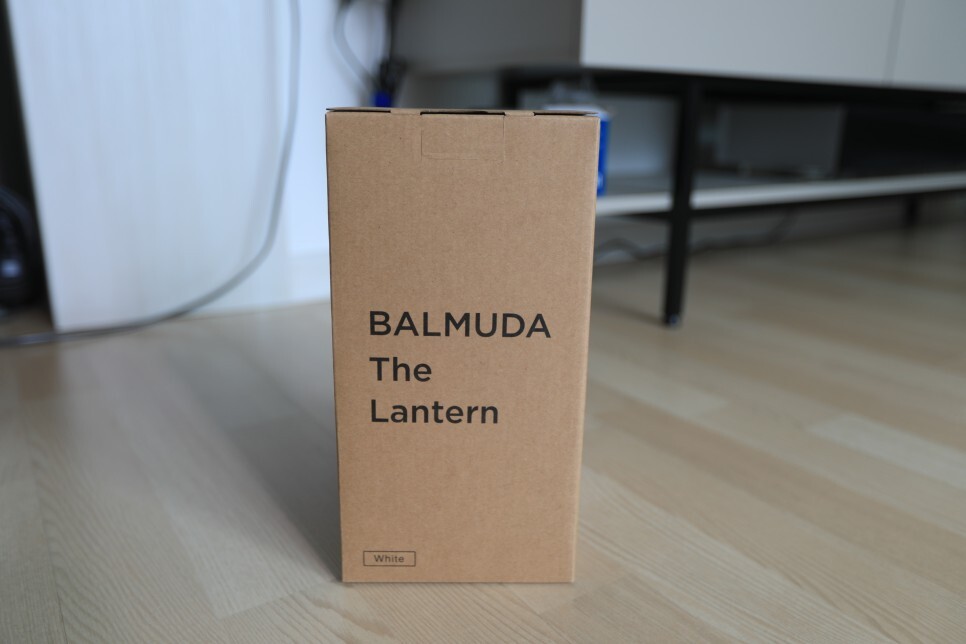 BALMUDA
The
Lantern
White